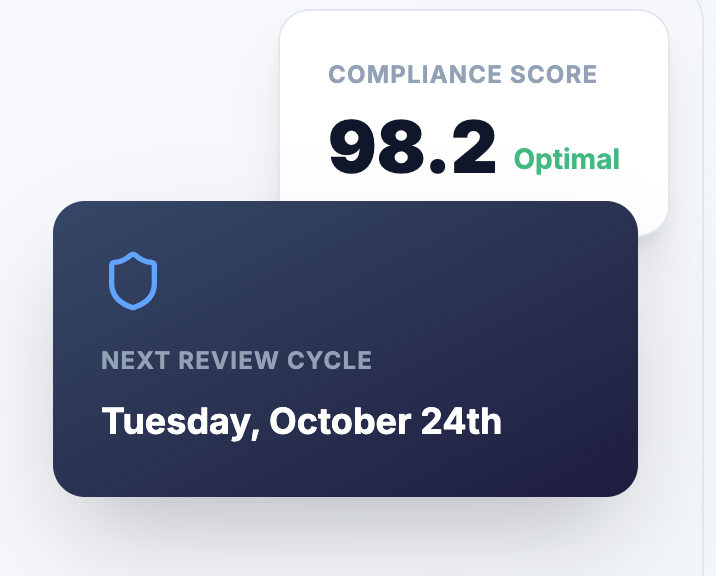 COMPLIANCE SCORE
98.2 Optimal
NEXT REVIEW CYCLE
Tuesday, October 24th